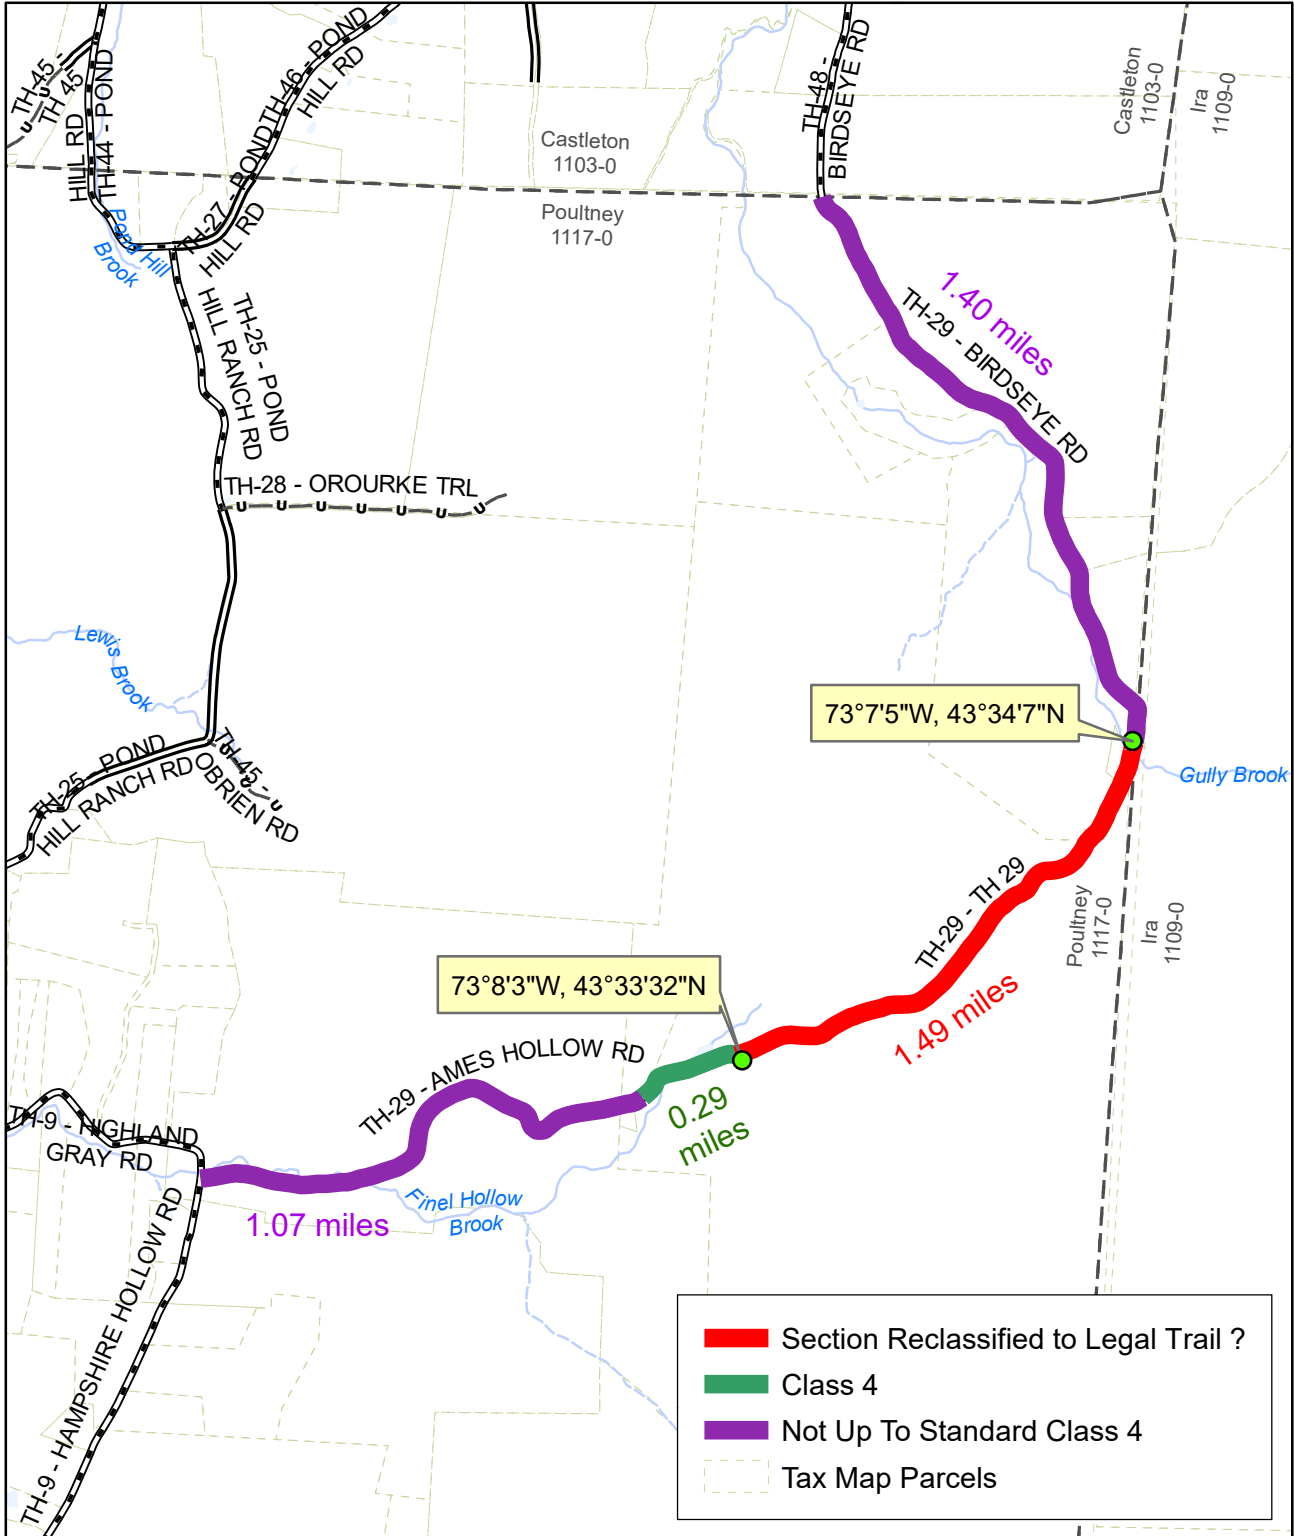 TH-45 -
TH 45
TH-44 - POND
HILL RD
TH-46 - POND
HILL RD
TH-27 - POND
HILL RD
Pond Hill
Brook
Castleton
1103-0
Poultney
1117-0
TH-48 -
BIRDSEYE RD
Castleton
1103-0
Ira
1109-0
1.40 miles
TH-29 - BIRDSEYE RD
TH-25 - POND
HILL RANCH RD
TH-28 - OROURKE TRL
U U U U U U U
Lewis
Brook
TH-25 - POND
HILL RANCH RD
TH-45 -
OBRIEN RD
73°7'5"W, 43°34'7"N
Gully Brook
TH-29 - TH 29
Poultney
1117-0
Ira
1109-0
73°8'3"W, 43°33'32"N
1.49 miles
TH-29 - AMES HOLLOW RD
0.29
miles
TH-9 - HIGHLAND
GRAY RD
1.07 miles
Finel Hollow
Brook
TH-9 - HAMPSHIRE HOLLOW RD
Section Reclassified to Legal Trail ?
Class 4
Not Up To Standard Class 4
Tax Map Parcels